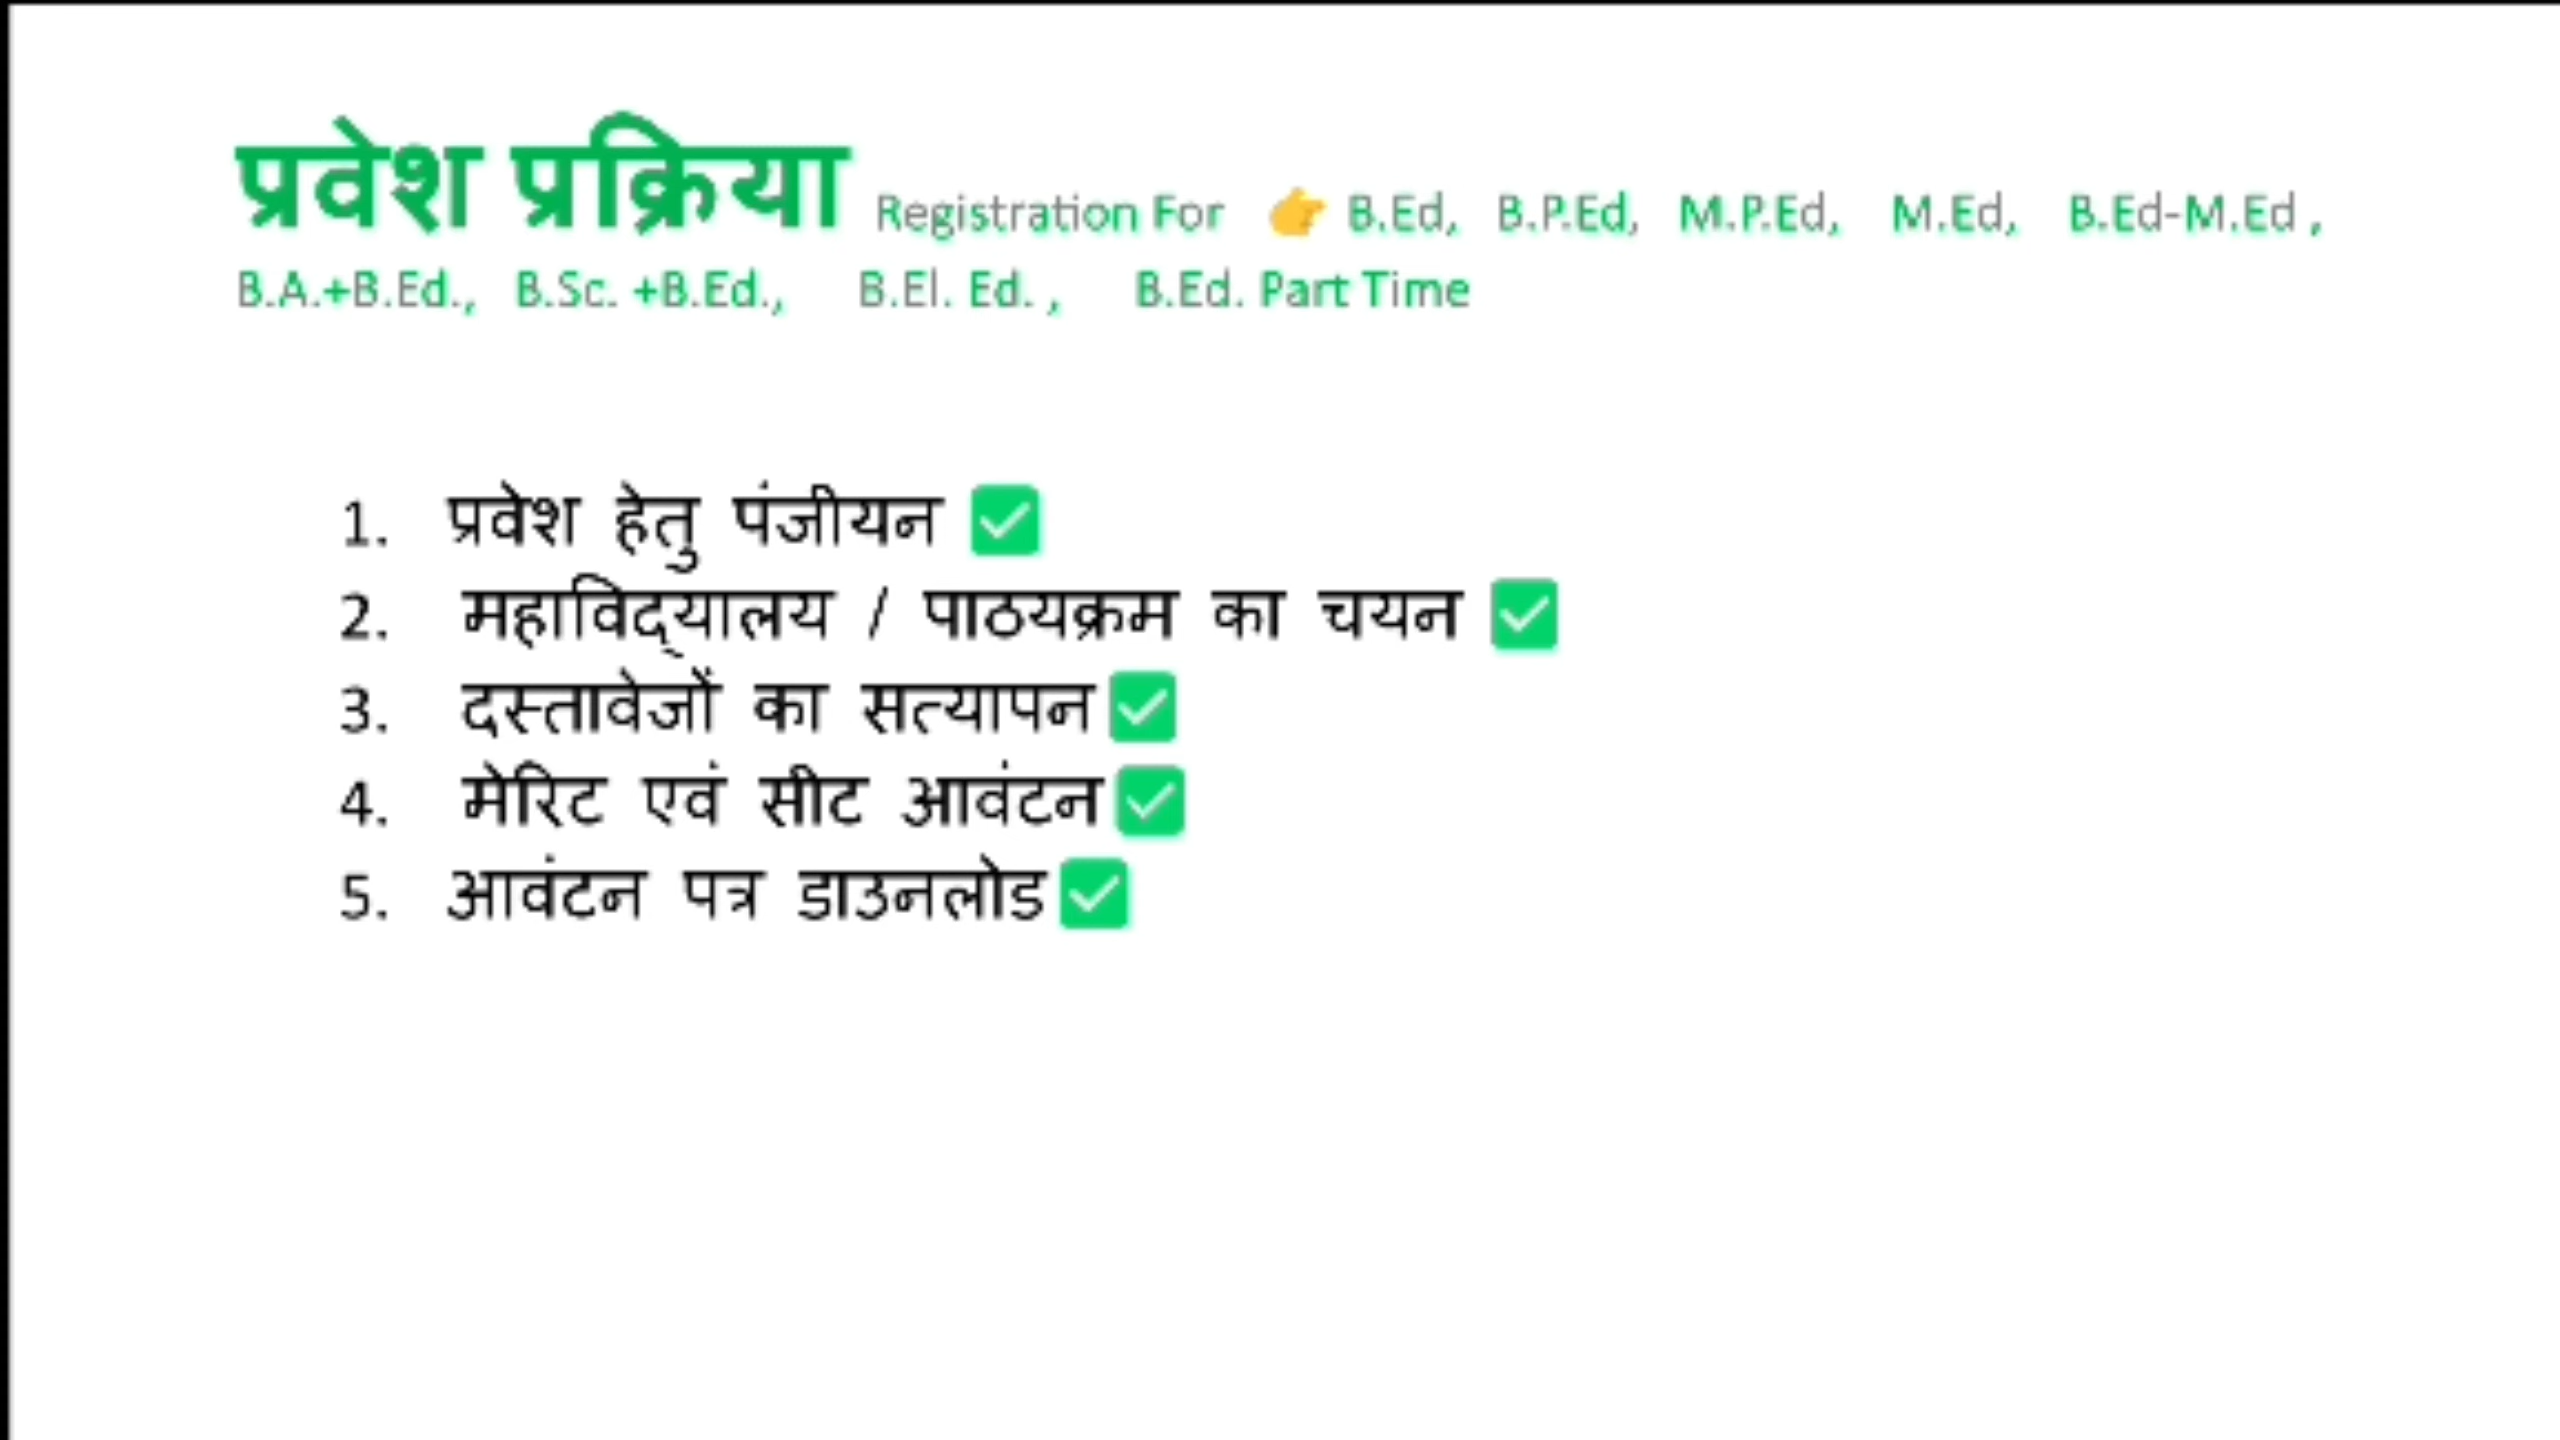 प्रवेश प्रक्रिया Registration For 👉 B.Ed, B.P.Ed, M.P.Ed, M.Ed, B.Ed-M.Ed ,
B.A.+B.Ed., B.Sc. +B.Ed., B.El. Ed. , B.Ed. Part Time
1. प्रवेश हेतु पंजीयन ✅
2. महाविद्‌यालय / पाठयक्रम का चयन ✅
3. दस्तावेजों का सत्यापन ✅
4. मेरिट एवं सीट आवंटन ✅
5. आवंटन पत्र डाउनलोड ✅